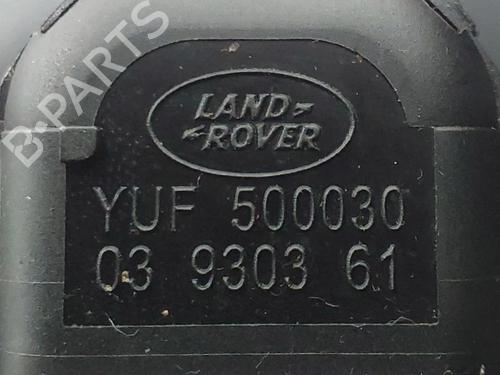 B·PARTS
LAND
ROVER
YUF 500030
03 9303 61